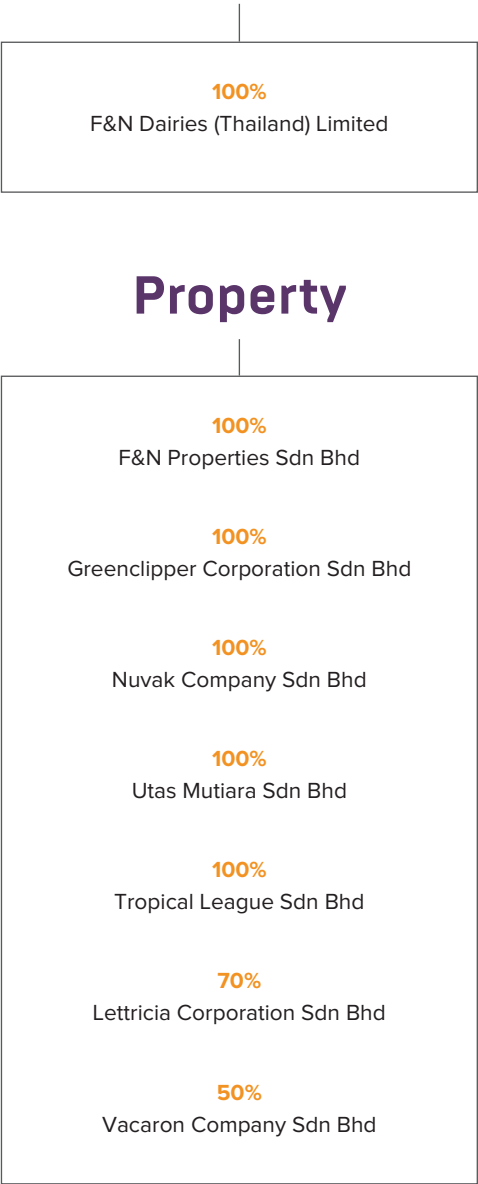 100%
F&N Dairies (Thailand) Limited
Property
100%
F&N Properties Sdn Bhd
100%
Greenclipper Corporation Sdn Bhd
100%
Nuvak Company Sdn Bhd
100%
Utas Mutiara Sdn Bhd
100%
Tropical League Sdn Bhd
70%
Lettricia Corporation Sdn Bhd
50%
Vacaron Company Sdn Bhd